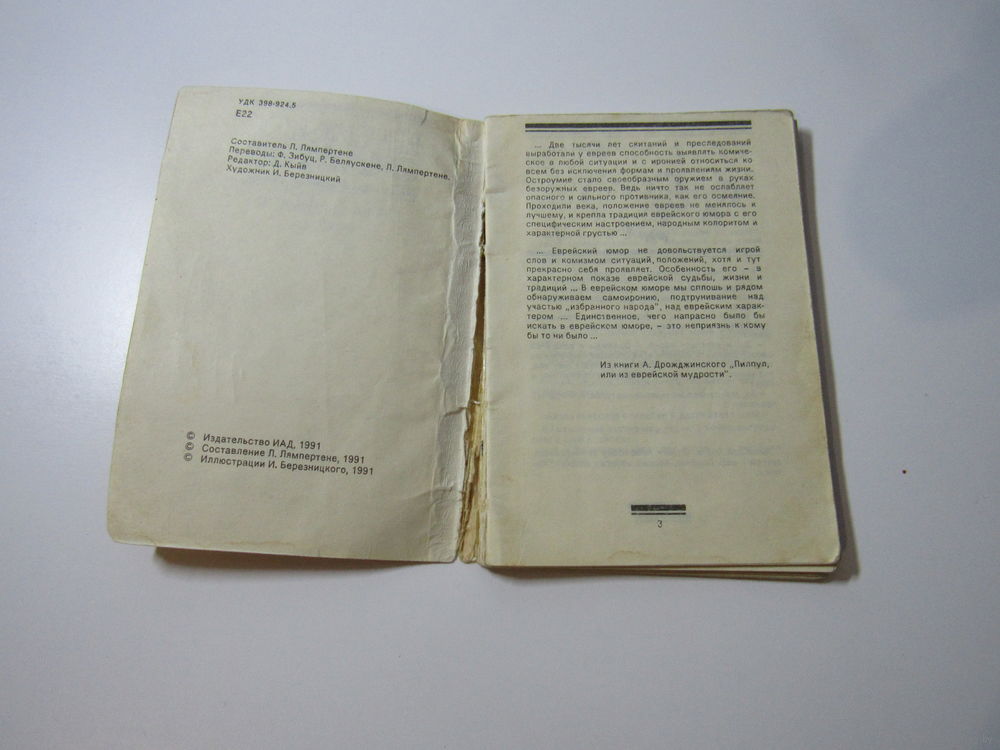 УДК 398-924.5
Е22
Составитель Л. Лямпертене
Переводы: Ф. Зибуц, Р. Беляускене, Л. Лямпертене.
Редактор: Д. Кыйв
Художник И. Березницкий
© Издательство ИАД, 1991
© Составление Л. Лямпертене, 1991
© Иллюстрации И. Березницкого, 1991
... Две тысячи лет скитаний и преследований
выработали у евреев способность выявлять комиче-
ское в любой ситуации и с иронией относиться ко
всем без исключения формам и проявлениям жизни.
Остроумие стало своеобразным оружием в руках
безоружных евреев. Ведь ничто так не ослабляет
опасного и сильного противника, как его осмеяние.
Проходили века, положение евреев не менялось к
лучшему, и крепла традиция еврейского юмора с его
специфическим настроением, народным колоритом и
характерной грустью ...
... Еврейский юмор не довольствуется игрой
слов и комизмом ситуаций, положений, хотя и тут
прекрасно себя проявляет. Особенность его – в
характерном показе еврейской судьбы, жизни и
традиций ... В еврейском юморе мы сплошь и рядом
обнаруживаем самоиронию, подтрунивание над
участью „избранного народа", над еврейским харак-
тером ... Единственное, чего напрасно было бы
искать в еврейском юморе, – это неприязнь к кому
бы то ни было ...
Из книги А. Дрожджинского „Пилпул,
или из еврейской мудрости".
3